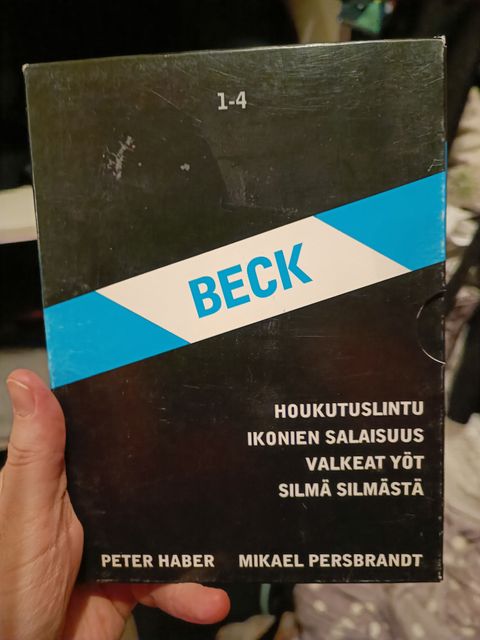 1-4
BECK
HOUKUTUSLINTU
IKONIEN SALAISUUS
VALKEAT YÖT
SILMÄ SILMÄSTÄ
PETER HABER MIKAEL PERSBRANDT